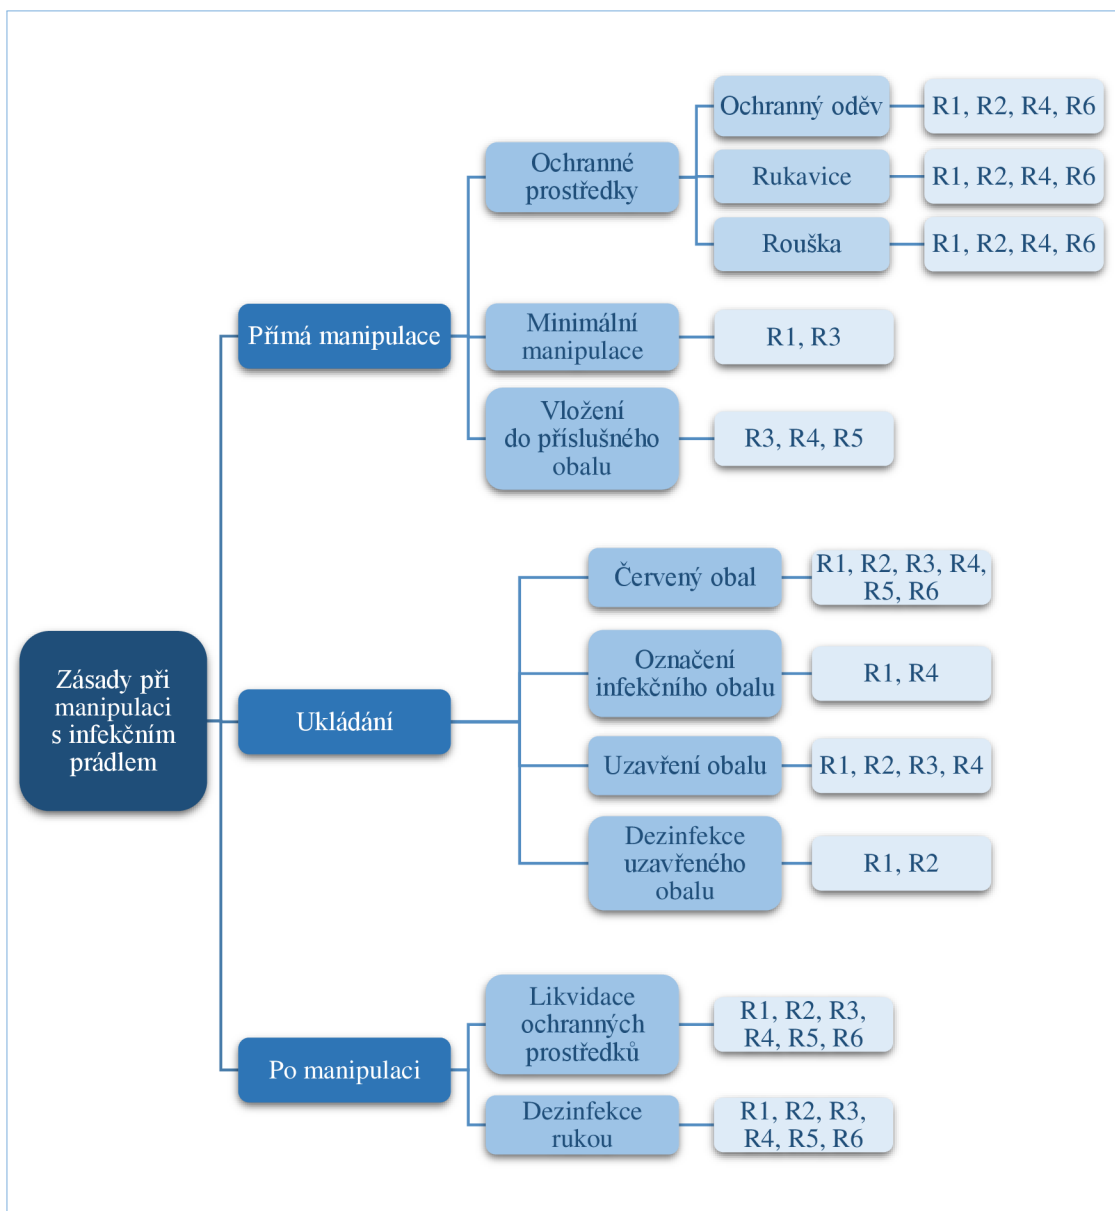 Zásady při
manipulaci
s infekčním
prádlem
Přímá manipulace
Ochranné
prostředky
Ochranný oděv
R1, R2, R4, R6
Rukavice
R1, R2, R4, R6
Rouška
R1, R2, R4, R6
Minimální
manipulace
R1, R3
Vložení
do příslušného
obalu
R3, R4, R5
Ukládání
Červený obal
R1, R2, R3, R4,
R5, R6
Označení
infekčního obalu
R1, R4
Uzavření obalu
R1, R2, R3, R4
Dezinfekce
uzavřeného
obalu
R1, R2
Po manipulaci
Likvidace
ochranných
prostředků
R1, R2, R3,
R4, R5, R6
Dezinfekce
rukou
R1, R2, R3,
R4, R5, R6